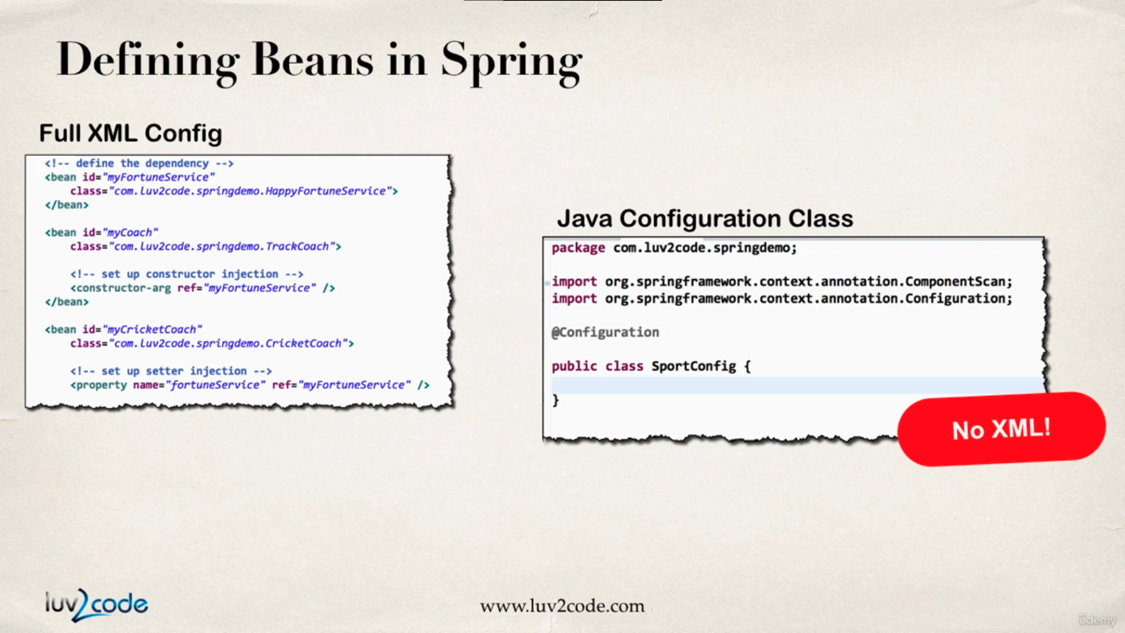 Defining Beans in Spring
Full XML Config
<!-- define the dependency -->
<bean id="myFortuneService"
class="com.luv2code.springdemo.HappyFortuneService">
</bean>
<bean id="myCoach"
class="com.luv2code.springdemo.TrackCoach">
<!-- set up constructor injection -->
<constructor-arg ref="myFortuneService" />
</bean>
<bean id="myCricketCoach"
class="com.luv2code.springdemo.CricketCoach">
<!-- set up setter injection -->
<property name="fortuneService" ref="myFortuneService" />
Java Configuration Class
package com.luv2code.springdemo;
import org.springframework.context.annotation.ComponentScan;
import org.springframework.context.annotation.Configuration;
@Configuration
public class SportConfig {
}
No XML!
luv2code
www.luv2code.com
ûdemy